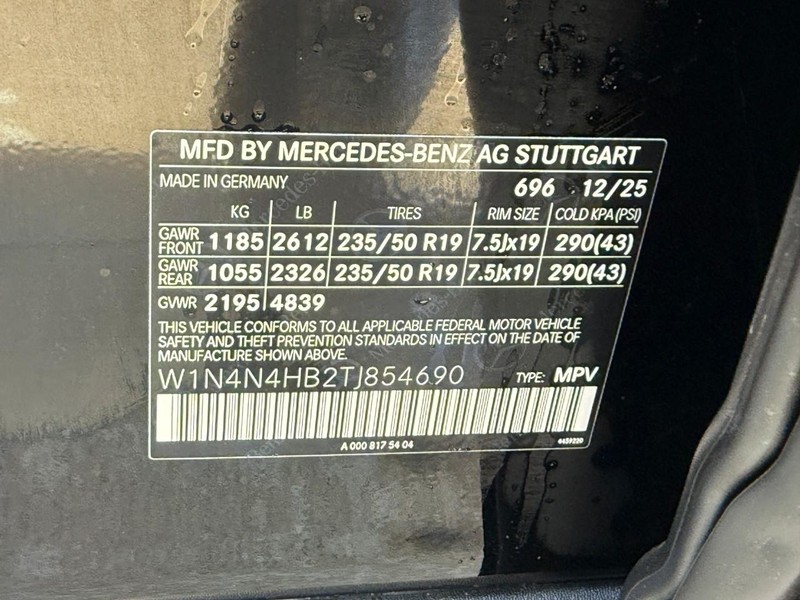 MFD BY MERCEDES-BENZ AG STUTTGART
MADE IN GERMANY 696 12/25
KG LB TIRES RIM SIZE COLD KPA (PSI)
GAWR FRONT 1185 2612 235/50 R19 7.5Jx19 290(43)
GAWR REAR 1055 2326 235/50 R19 7.5Jx19 290(43)
GVWR 2195 4839
THIS VEHICLE CONFORMS TO ALL APPLICABLE FEDERAL MOTOR VEHICLE
SAFETY AND THEFT PREVENTION STANDARDS IN EFFECT ON THE DATE OF
MANUFACTURE SHOWN ABOVE.
W1N4N4HB2TJ854690 TYPE: MPV
A 000 817 54 04 0439220